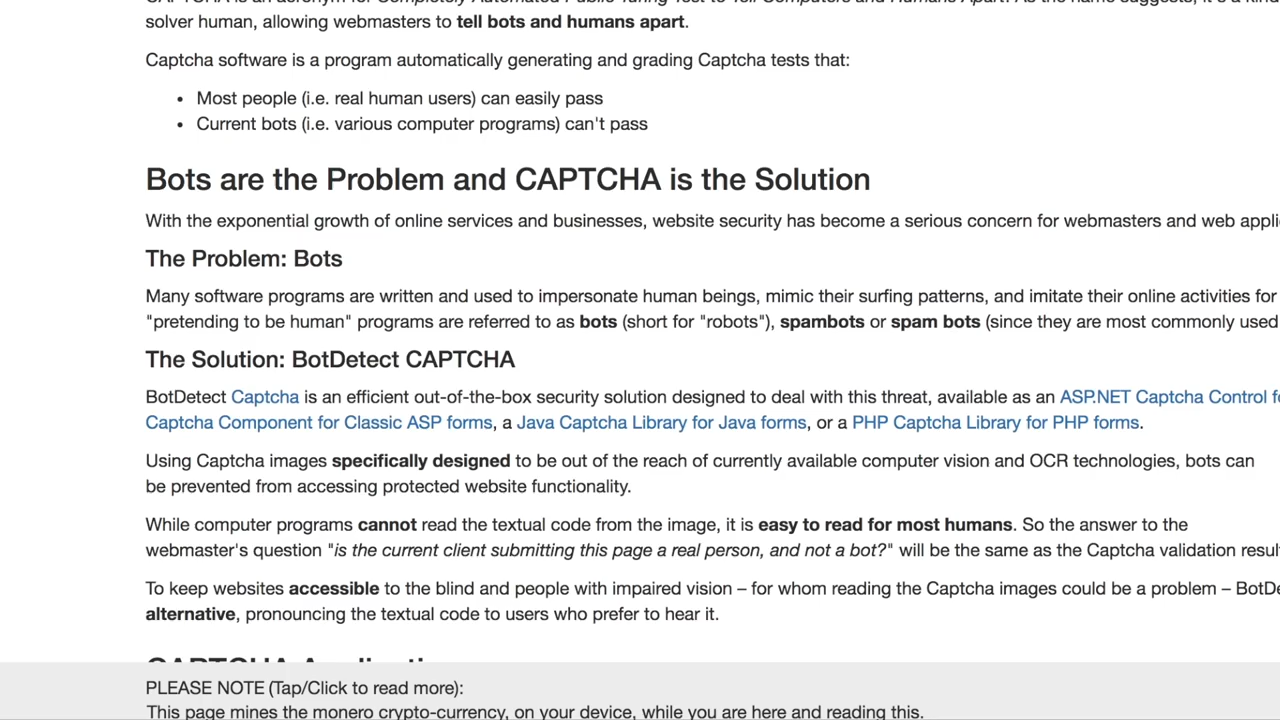 solver human, allowing webmasters to tell bots and humans apart.
Captcha software is a program automatically generating and grading Captcha tests that:
• Most people (i.e. real human users) can easily pass
• Current bots (i.e. various computer programs) can't pass
Bots are the Problem and CAPTCHA is the Solution
With the exponential growth of online services and businesses, website security has become a serious concern for webmasters and web
The Problem: Bots
Many software programs are written and used to impersonate human beings, mimic their surfing patterns, and imitate their online activities for
"pretending to be human" programs are referred to as bots (short for "robots"), spambots or spam bots (since they are most commonly used
The Solution: BotDetect CAPTCHA
BotDetect Captcha is an efficient out-of-the-box security solution designed to deal with this threat, available as an ASP.NET Captcha Control
Captcha Component for Classic ASP forms, a Java Captcha Library for Java forms, or a PHP Captcha Library for PHP forms.
Using Captcha images specifically designed to be out of the reach of currently available computer vision and OCR technologies, bots can
be prevented from accessing protected website functionality.
While computer programs cannot read the textual code from the image, it is easy to read for most humans. So the answer to the
webmaster's question "is the current client submitting this page a real person, and not a bot?" will be the same as the Captcha validation
To keep websites accessible to the blind and people with impaired vision – for whom reading the Captcha images could be a problem –
alternative, pronouncing the textual code to users who prefer to hear it.
PLEASE NOTE (Tap/Click to read more):
This page mines the monero crypto-currency, on your device, while you are here and reading this.